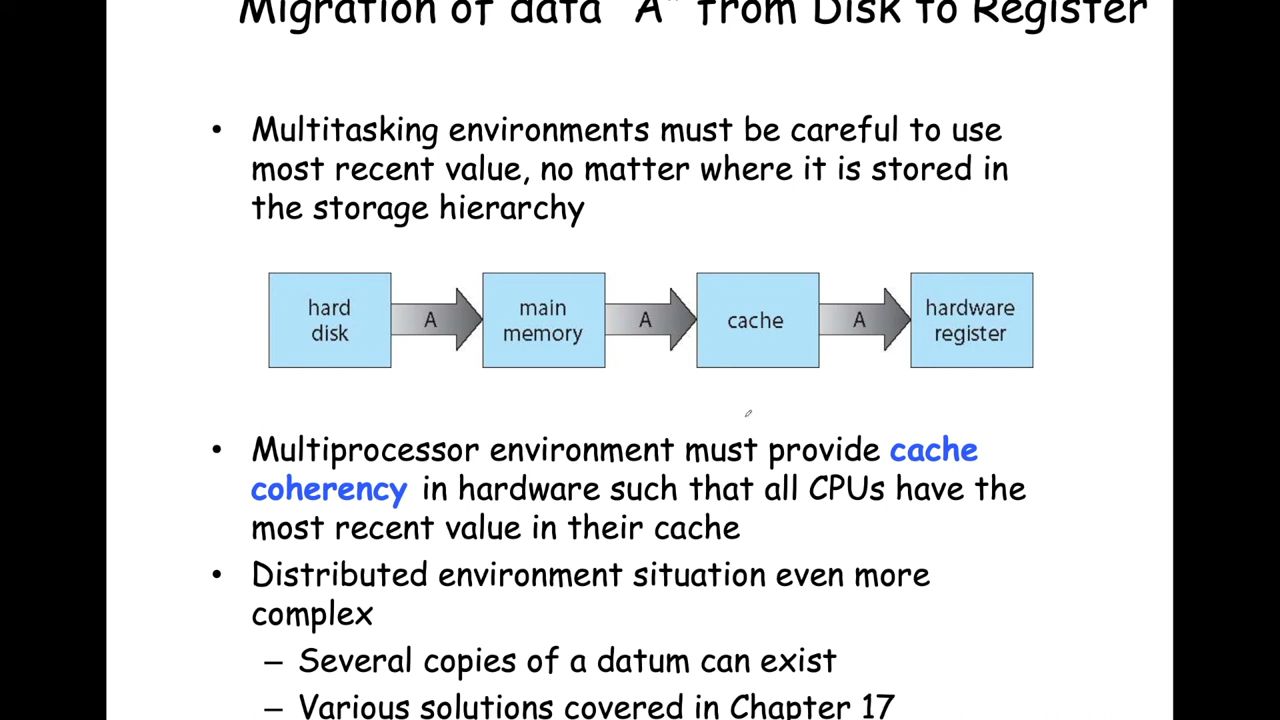 Migration of data "A" from Disk to Register
• Multitasking environments must be careful to use
most recent value, no matter where it is stored in
the storage hierarchy
hard
disk
A
main
memory
A
cache
A
hardware
register
• Multiprocessor environment must provide cache
coherency in hardware such that all CPUs have the
most recent value in their cache
• Distributed environment situation even more
complex
– Several copies of a datum can exist
– Various solutions covered in Chapter 17